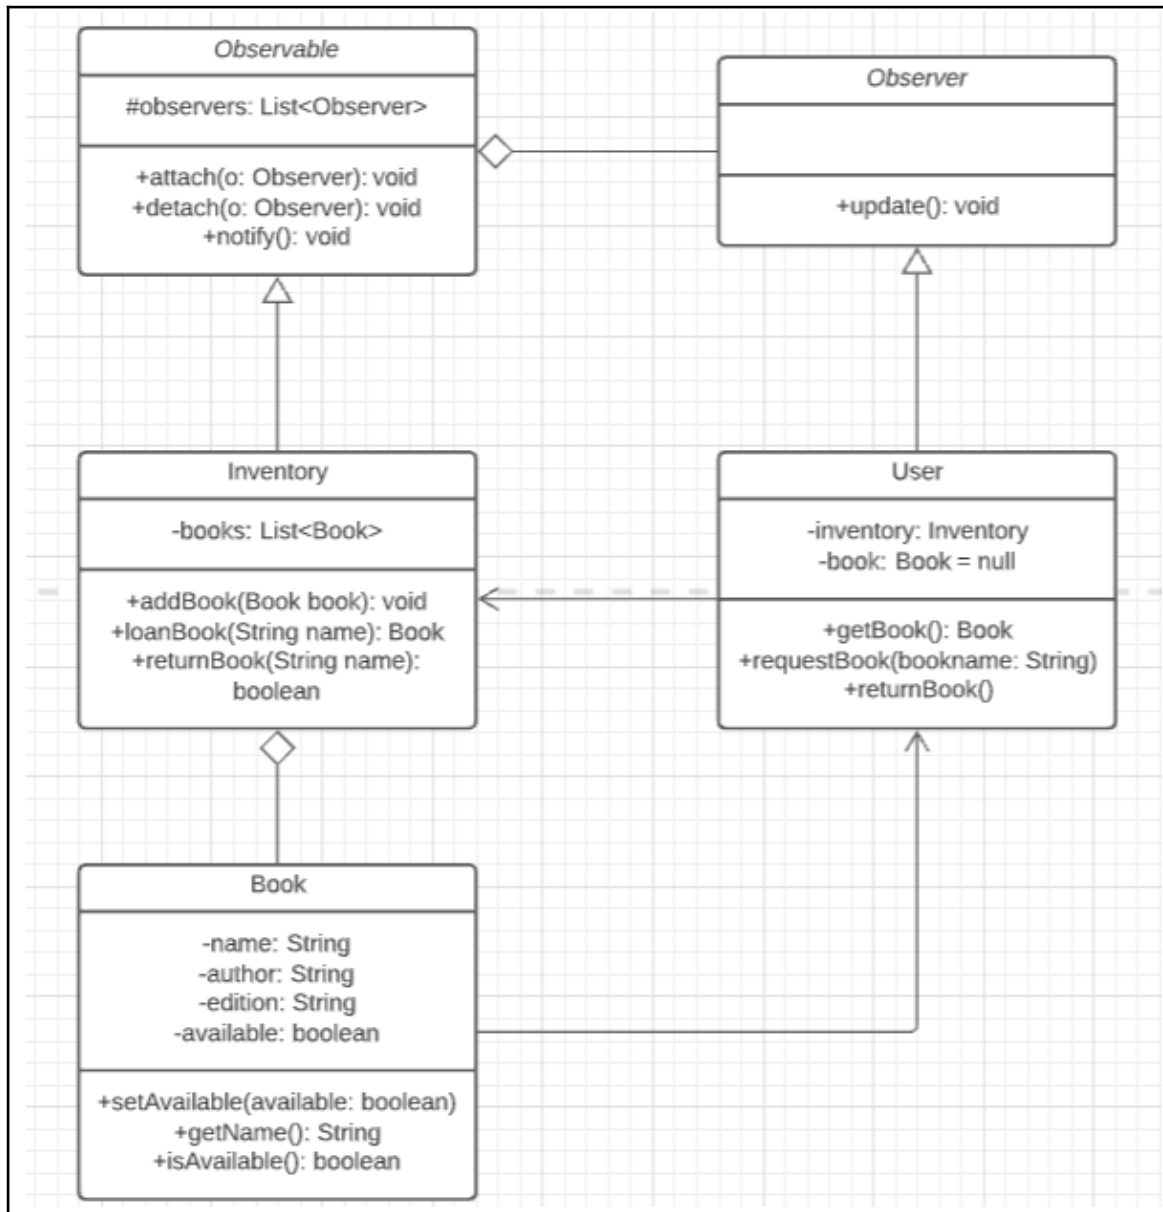 Observable
#observers: List<Observer>
+attach(o: Observer): void
+detach(o: Observer): void
+notify(): void
Observer
+update(): void
Inventory
-books: List<Book>
+addBook(Book book): void
+loanBook(String name): Book
+returnBook(String name):
boolean
User
-inventory: Inventory
-book: Book = null
+getBook(): Book
+requestBook(bookname: String)
+returnBook()
Book
-name: String
-author: String
-edition: String
-available: boolean
+setAvailable(available: boolean)
+getName(): String
+isAvailable(): boolean